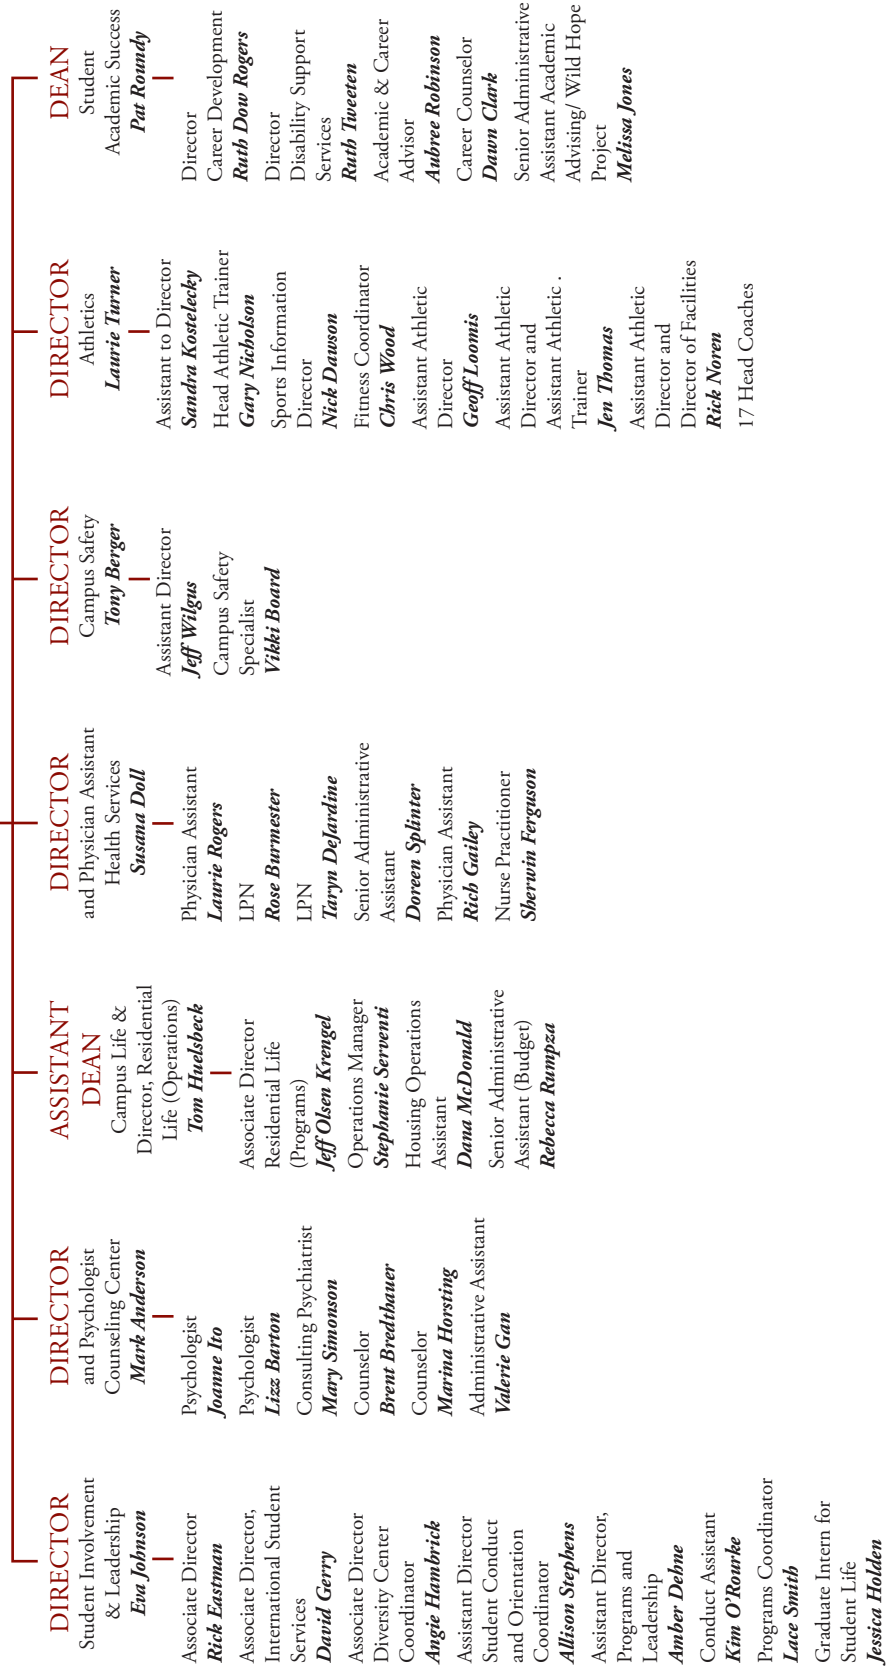 DIRECTOR
Student Involvement
& Leadership
Eva Johnson
Associate Director
Rick Eastman
Associate Director,
International Student
Services
David Gerry
Associate Director
Diversity Center
Coordinator
Angie Hambrick
Assistant Director
Student Conduct
and Orientation
Coordinator
Allison Stephens
Assistant Director,
Programs and
Leadership
Amber Dehne
Conduct Assistant
Kim O'Rourke
Programs Coordinator
Lace Smith
Graduate Intern for
Student Life
Jessica Holden
DIRECTOR
and Psychologist
Counseling Center
Mark Anderson
Psychologist
Joanne Ito
Psychologist
Lizz Barton
Consulting Psychiatrist
Mary Simonson
Counselor
Brent Bredthauer
Counselor
Marina Horsting
Administrative Assistant
Valerie Gan
ASSISTANT
DEAN
Campus Life &
Director, Residential
Life (Operations)
Tom Huelsbeck
Associate Director
Residential Life
(Programs)
Jeff Olsen Krengel
Operations Manager
Stephanie Serventi
Housing Operations
Assistant
Dana McDonald
Senior Administrative
Assistant (Budget)
Rebecca Rumpza
DIRECTOR
and Physician Assistant
Health Services
Susana Doll
Physician Assistant
Laurie Rogers
LPN
Rose Burmester
LPN
Taryn DeJardine
Senior Administrative
Assistant
Doreen Splinter
Physician Assistant
Rich Gailey
Nurse Practitioner
Sherwin Ferguson
DIRECTOR
Campus Safety
Tony Berger
Assistant Director
Jeff Wilgus
Campus Safety
Specialist
Vikki Board
DIRECTOR
Athletics
Laurie Turner
Assistant to Director
Sandra Kostelecky
Head Athletic Trainer
Gary Nicholson
Sports Information
Director
Nick Dawson
Fitness Coordinator
Chris Wood
Assistant Athletic
Director
Geoff Loomis
Assistant Athletic
Director and
Assistant Athletic .
Trainer
Jen Thomas
Assistant Athletic
Director and
Director of Facilities
Rick Noren
17 Head Coaches
DEAN
Student
Academic Success
Pat Roundy
Director
Career Development
Ruth Dow Rogers
Director
Disability Support
Services
Ruth Tweeten
Academic & Career
Advisor
Aubree Robinson
Career Counselor
Dawn Clark
Senior Administrative
Assistant Academic
Advising/ Wild Hope
Project
Melissa Jones